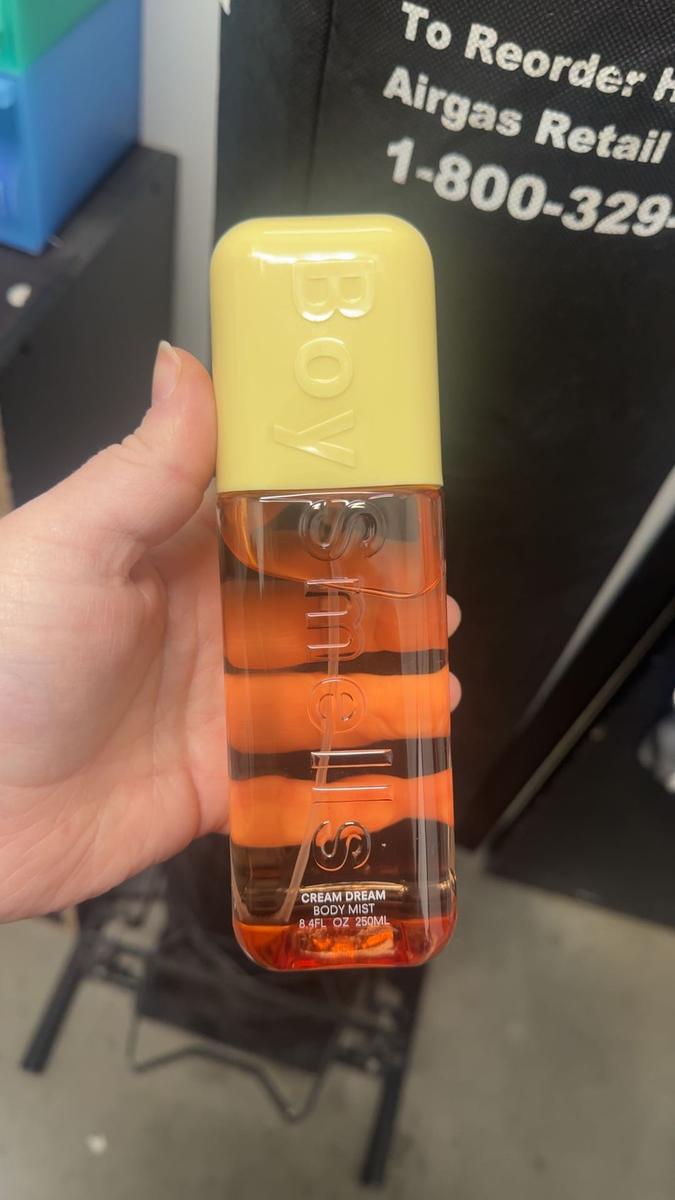 To Reorder
Airgas Retail
1-800-329-
Boy
Smells
CREAM DREAM
BODY MIST
8.4FL OZ 250ML